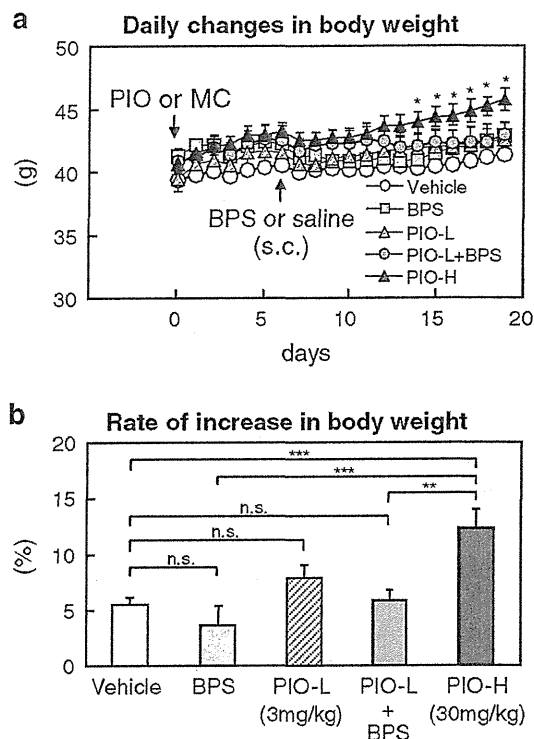 a
Daily changes in body weight
50
45
40
35
30
(g)
PIO or MC
* * * * * *
BPS or saline
(s.c.)
Vehicle
BPS
PIO-L
PIO-L+BPS
PIO-H
0 5 10 15 20
days
b
Rate of increase in body weight
20
15
10
5
0
(%)
***
***
**
n.s.
n.s.
n.s.
Vehicle BPS PIO-L PIO-L PIO-H
(3mg/kg) + (30mg/kg)
BPS